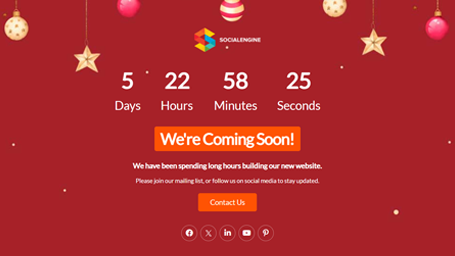 SOCIALENGINE
5 22 58 25
Days Hours Minutes Seconds
We're Coming Soon!
We have been spending long hours building our new website.
Please join our mailing list, or follow us on social media to stay updated.
Contact Us